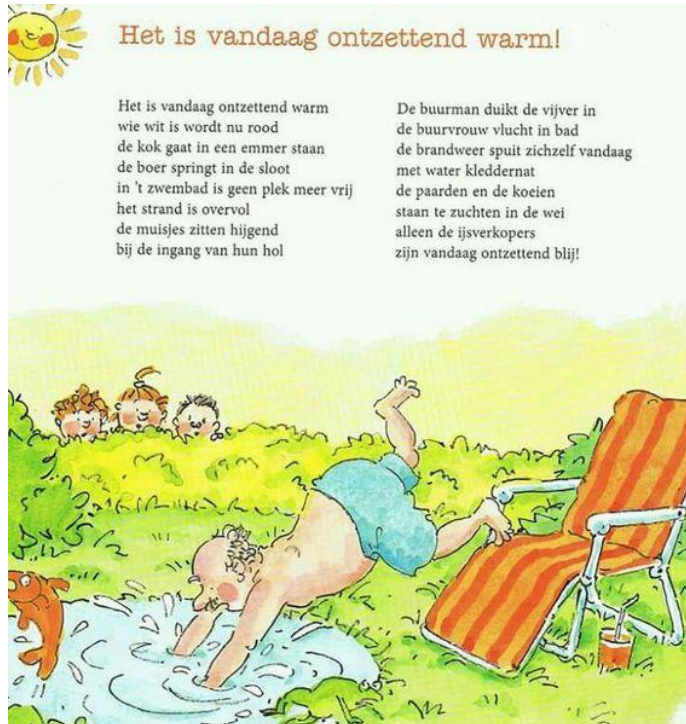 Het is vandaag ontzettend warm!
Het is vandaag ontzettend warm
wie wit is wordt nu rood
de kok gaat in een emmer staan
de boer springt in de sloot
in 't zwembad is geen plek meer vrij
het strand is overvol
de muisjes zitten hijgend
bij de ingang van hun hol
De buurman duikt de vijver in
de buurvrouw vlucht in bad
de brandweer spuit zichzelf vandaag
met water kleddernat
de paarden en de koeien
staan te zuchten in de wei
alleen de ijsverkopers
zijn vandaag ontzettend blij!